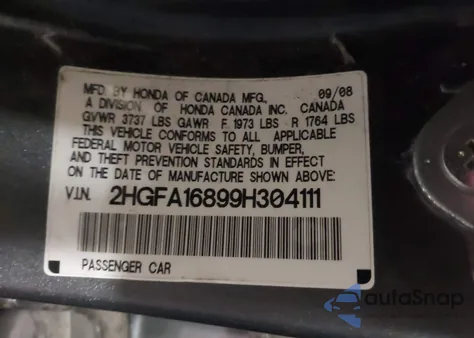 MFD. BY HONDA OF CANADA MFG., 09/08
A DIVISION OF HONDA CANADA INC. CANADA
GVWR 3737 LBS GAWR F 1973 LBS R 1764 LBS
THIS VEHICLE CONFORMS TO ALL APPLICABLE
FEDERAL MOTOR VEHICLE SAFETY, BUMPER,
AND THEFT PREVENTION STANDARDS IN EFFECT
ON THE DATE OF MANUFACTURE SHOWN ABOVE:
V.I.N. 2HGFA16899H304111
PASSENGER CAR
autoSnap